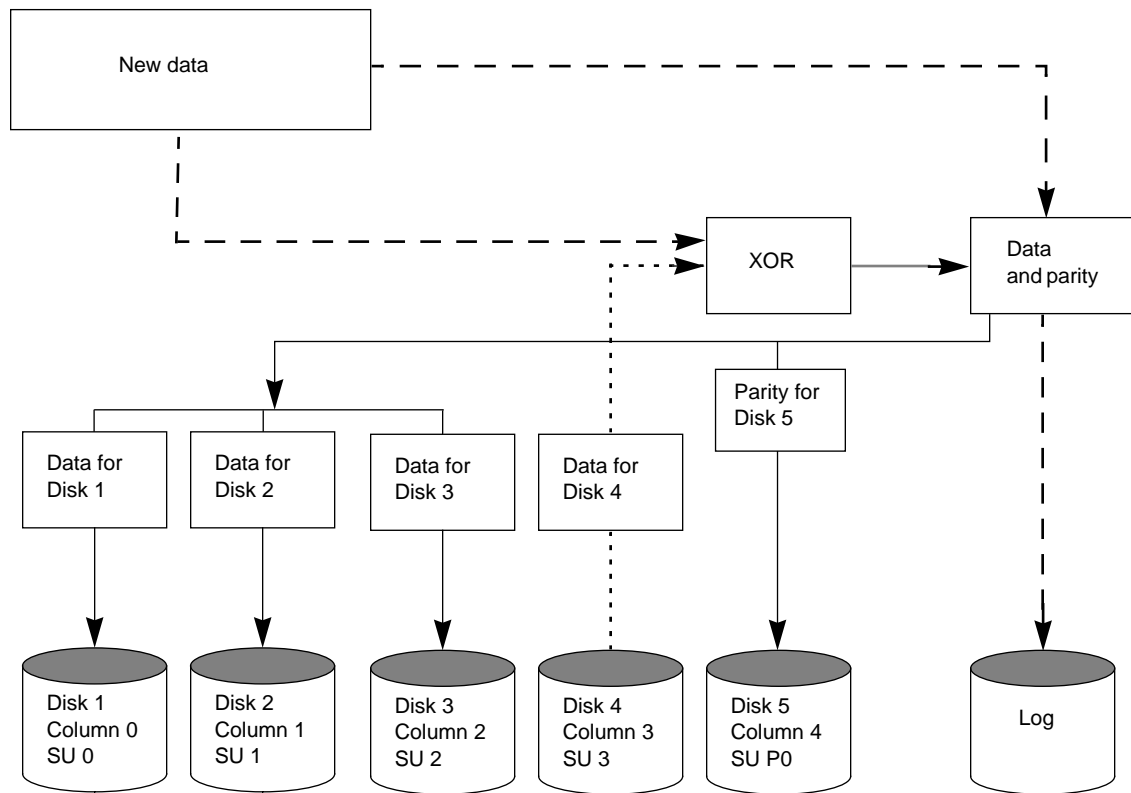 New data
XOR
Data
and parity
Parity for
Disk 5
Data for
Disk 1
Data for
Disk 2
Data for
Disk 3
Data for
Disk 4
Disk 1
Column 0
SU 0
Disk 2
Column 1
SU 1
Disk 3
Column 2
SU 2
Disk 4
Column 3
SU 3
Disk 5
Column 4
SU P0
Log